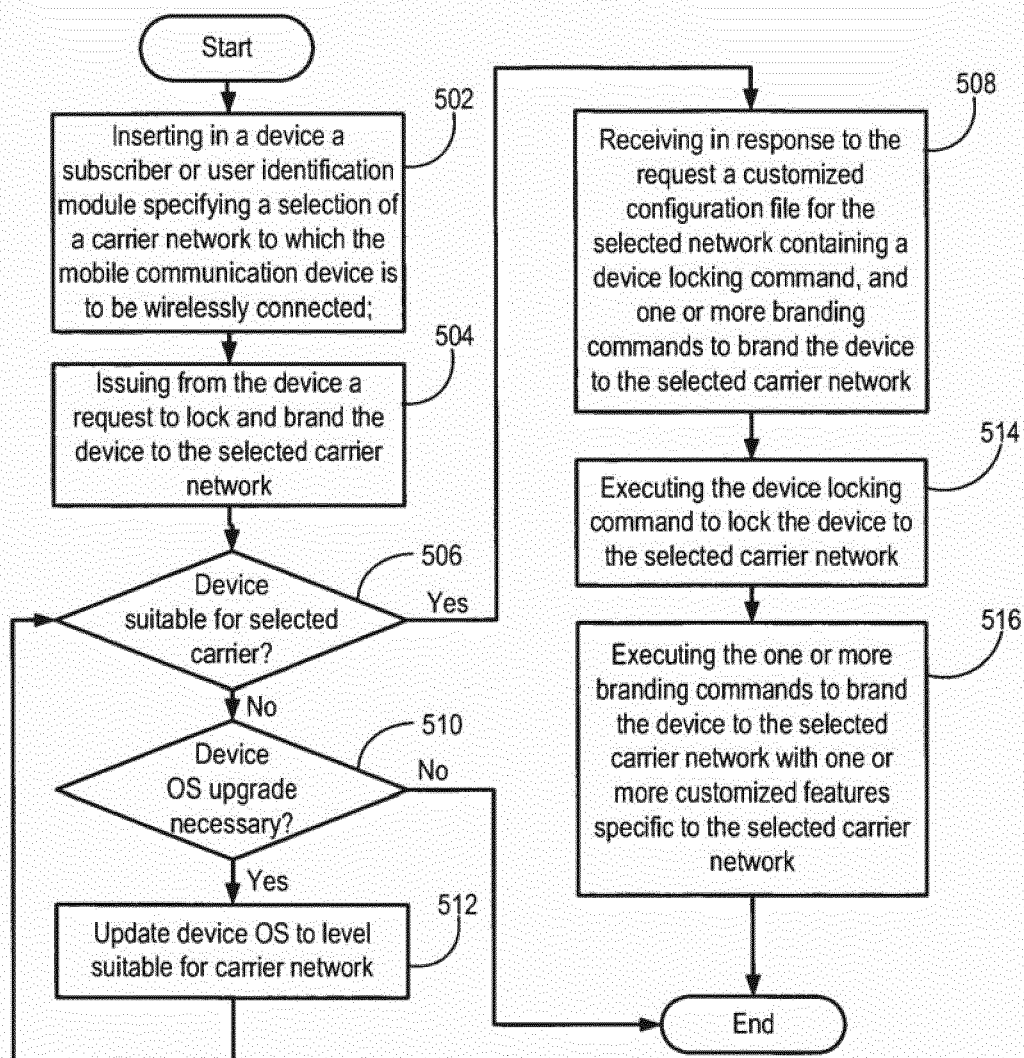 Start
502
Inserting in a device a
subscriber or user identification
module specifying a selection of
a carrier network to which the
mobile communication device is
to be wirelessly connected;
504
Issuing from the device a
request to lock and brand the
device to the selected carrier
network
506
Device
suitable for selected
carrier?
Yes
No
510
Device
OS upgrade
necessary?
No
Yes
512
Update device OS to level
suitable for carrier network
508
Receiving in response to the
request a customized
configuration file for the
selected network containing a
device locking command, and
one or more branding
commands to brand the device
to the selected carrier network
514
Executing the device locking
command to lock the device to
the selected carrier network
516
Executing the one or more
branding commands to brand
the device to the selected
carrier network with one or
more customized features
specific to the selected carrier
network
End